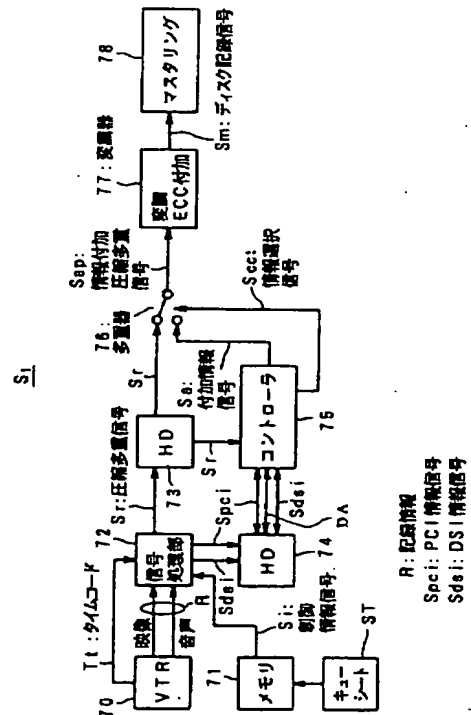 S1
Tt:タイムコード
70
VTR
映像
音声
R
72
信号
処理部
Sr:圧縮多重信号
HD
73
Sr
Sr
76:
多重器
Sap:
情報付加
圧縮多重
信号
77:変調器
変調
ECC付加
Sm:ディスク記録信号
78
マスタリング
Sa:
付加情報
信号
Scc:
情報選択
信号
コントローラ
75
Spci
Sdsi
Spci
Sdsi
DA
HD
74
Si:
制御
情報信号
71
メモリ
キュー
シート
ST
R:記録情報
Spci:PCI情報信号
Sdsi:DSI情報信号